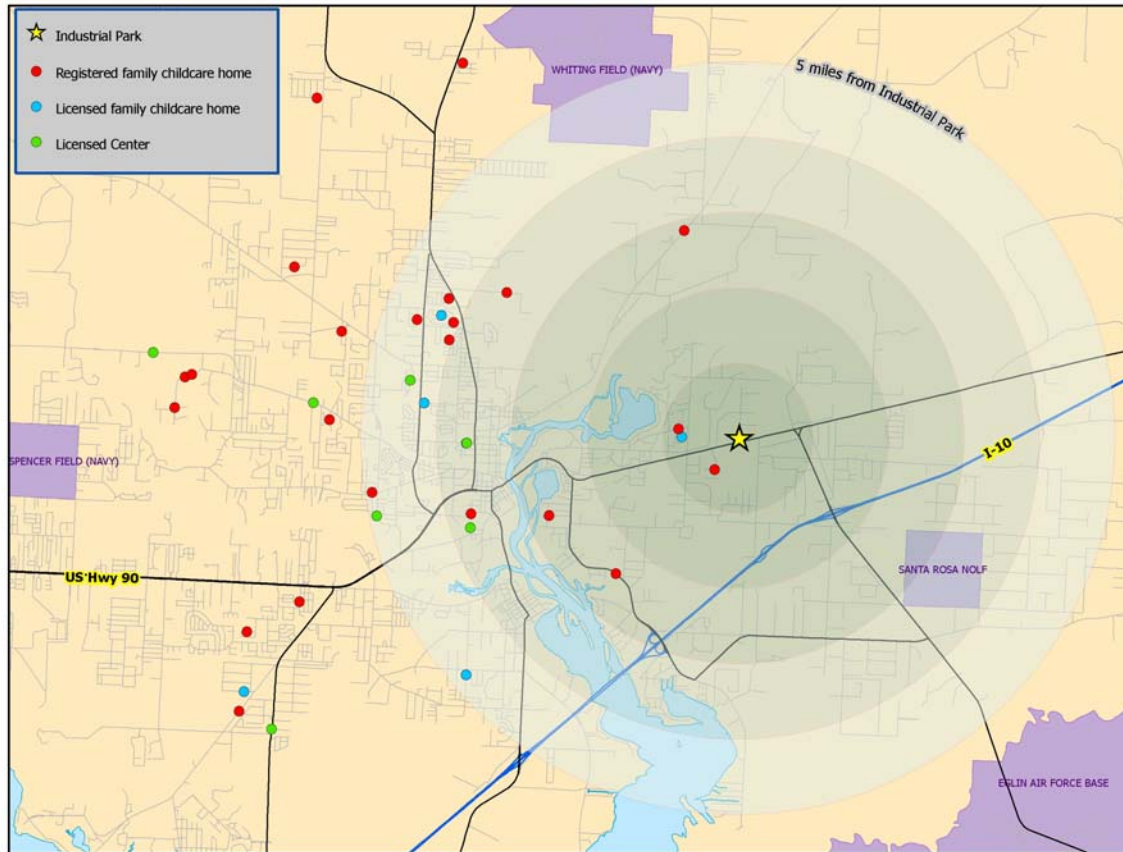 Industrial Park
Registered family childcare home
Licensed family childcare home
Licensed Center
WHITING FIELD (NAVY)
5 miles from Industrial Park
I-10
SPENCER FIELD (NAVY)
SANTA ROSA NOLF
US Hwy 90
EGLIN AIR FORCE BASE